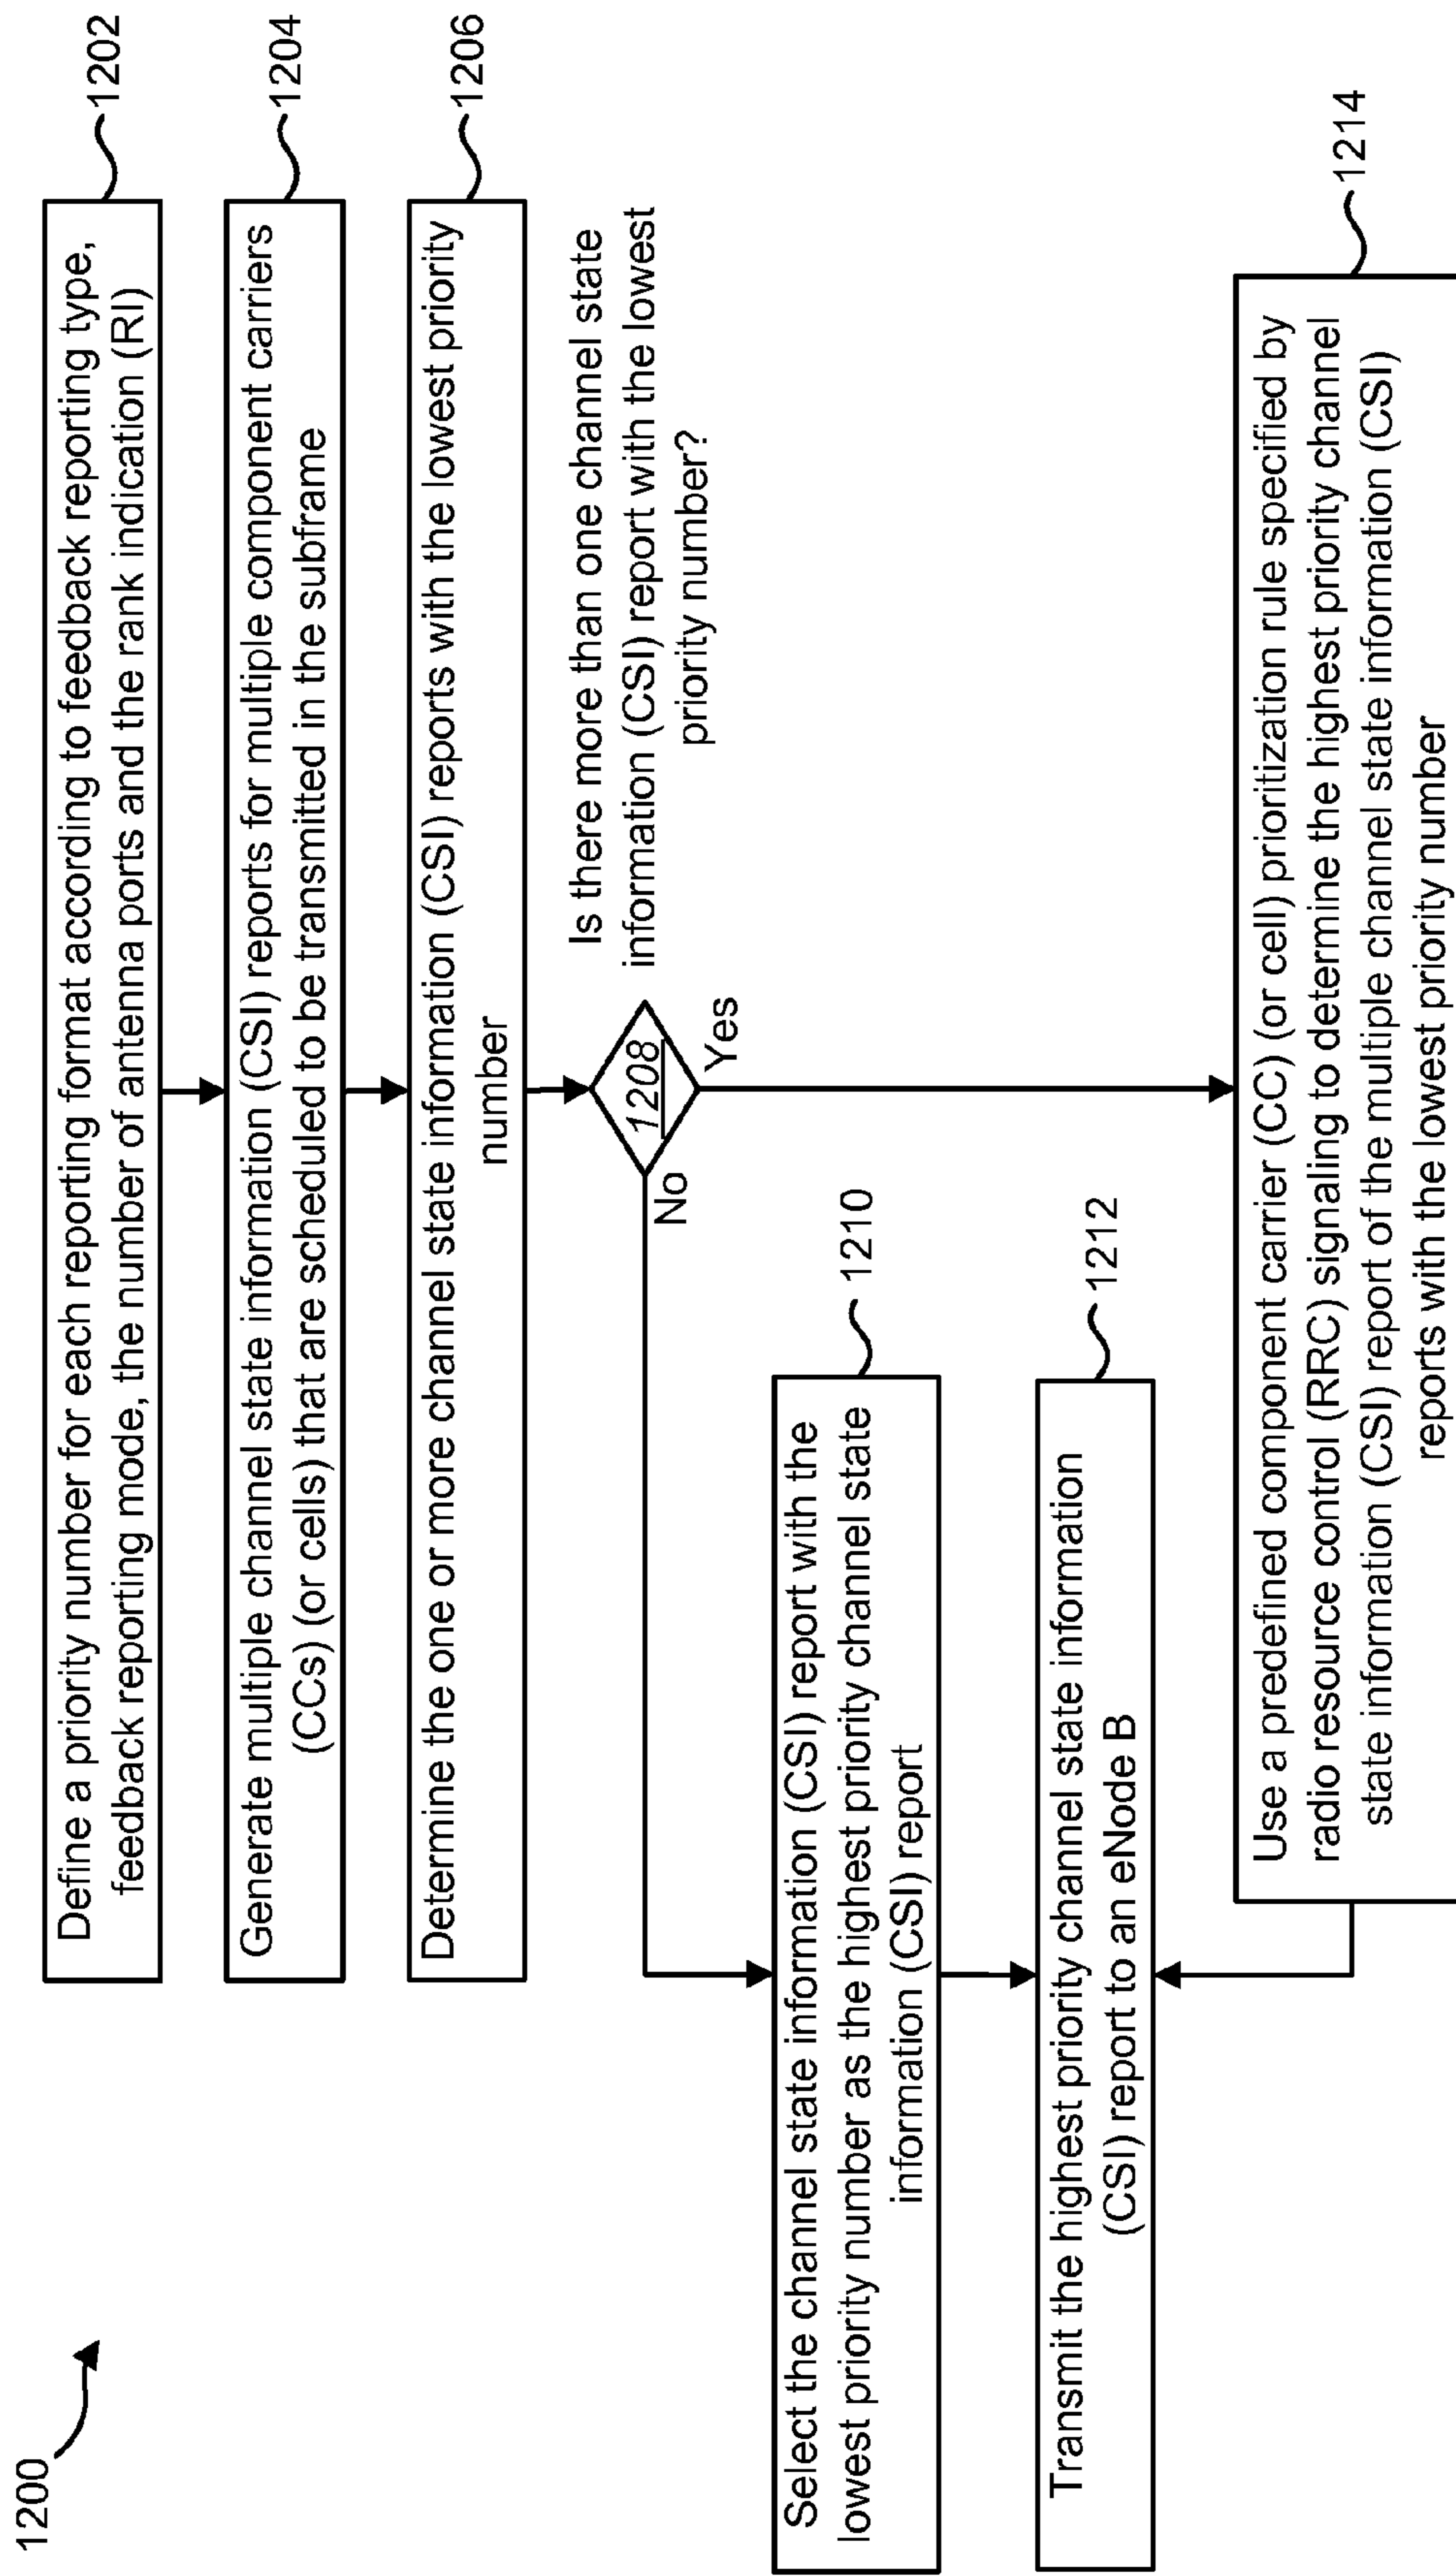 1200
Define a priority number for each reporting format according to feedback reporting type,
feedback reporting mode, the number of antenna ports and the rank indication (RI)
1202
Generate multiple channel state information (CSI) reports for multiple component carriers
(CCs) (or cells) that are scheduled to be transmitted in the subframe
1204
Determine the one or more channel state information (CSI) reports with the lowest priority
number
1206
1208
Is there more than one channel state
information (CSI) report with the lowest
priority number?
No
Yes
Select the channel state information (CSI) report with the
lowest priority number as the highest priority channel state
information (CSI) report
1210
Transmit the highest priority channel state information
(CSI) report to an eNode B
1212
Use a predefined component carrier (CC) (or cell) prioritization rule specified by
radio resource control (RRC) signaling to determine the highest priority channel
state information (CSI) report of the multiple channel state information (CSI)
reports with the lowest priority number
1214